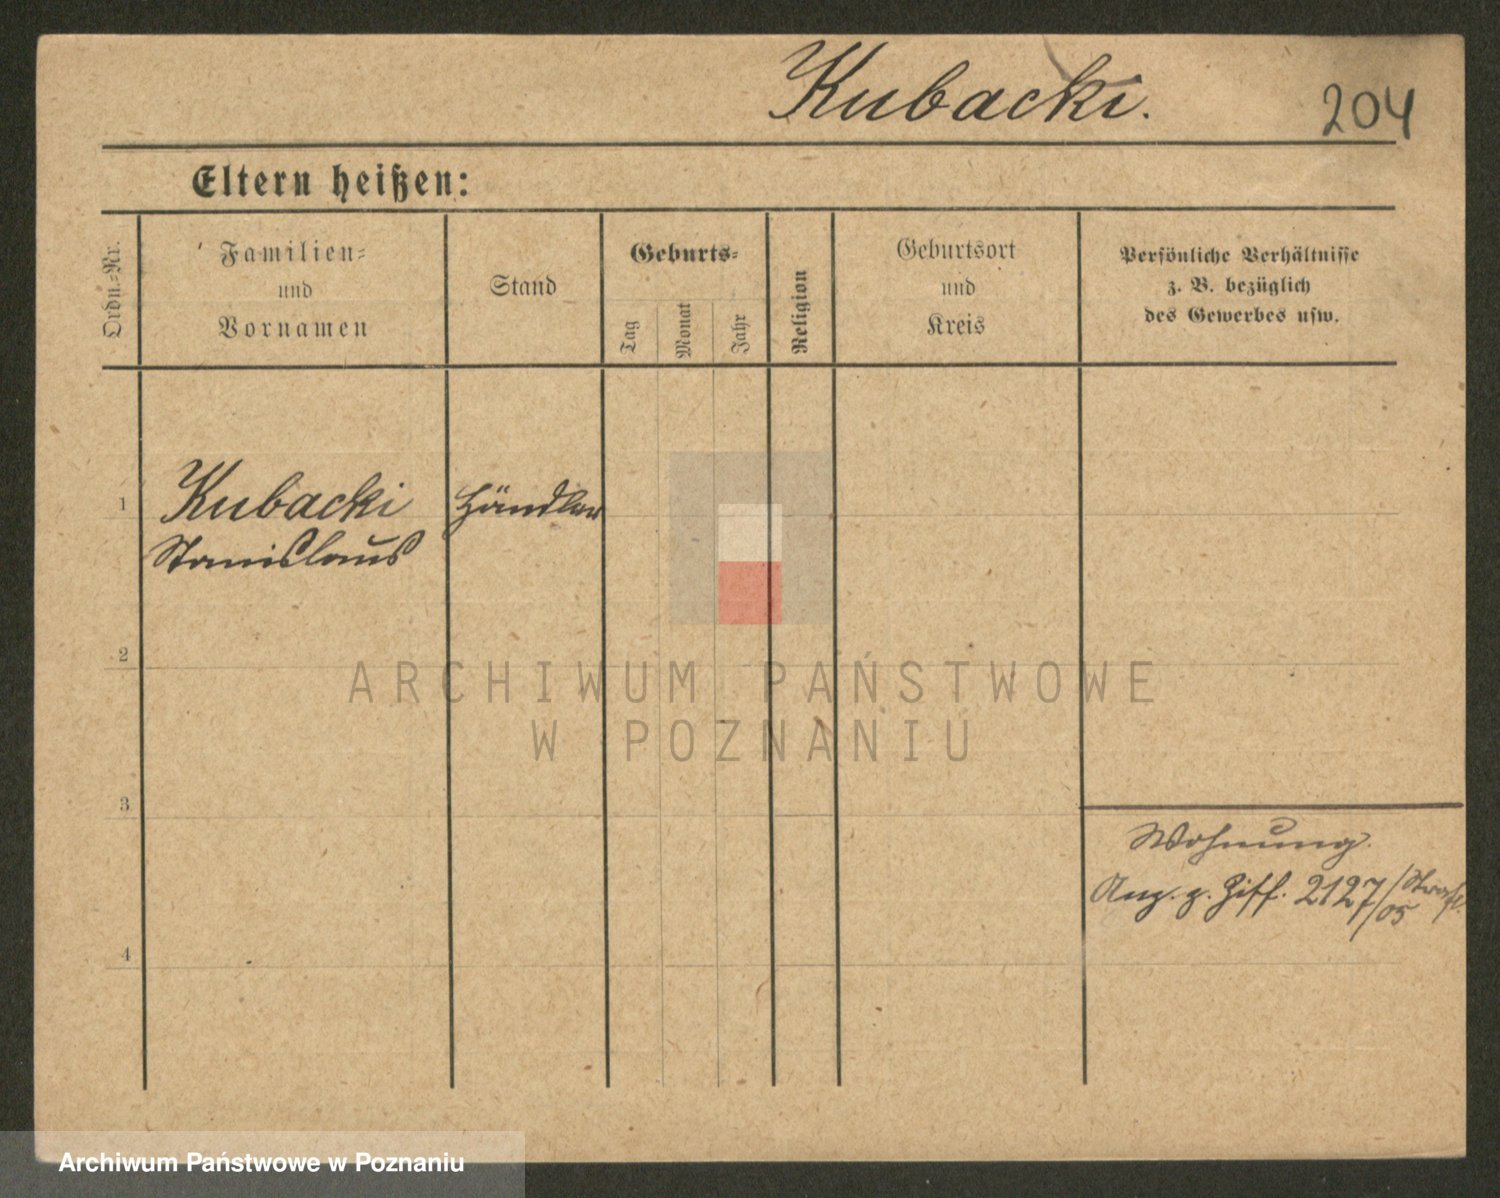 Kubacki.
204
Eltern heißen:
Ordn.=Nr.
Familien=
und
Vornamen
Stand
Geburts=
Tag
Monat
Jahr
Religion
Geburtsort
und
Kreis
Persönliche Verhältnisse
z. B. bezüglich
des Gewerbes usw.
1
Kubacki
Stanislaus
Händler
2
ARCHIWUM PAŃSTWOWE
W POZNANIU
3
Wohnung.
Anz. z. Ziff. 2127/05
4
Archiwum Państwowe w Poznaniu